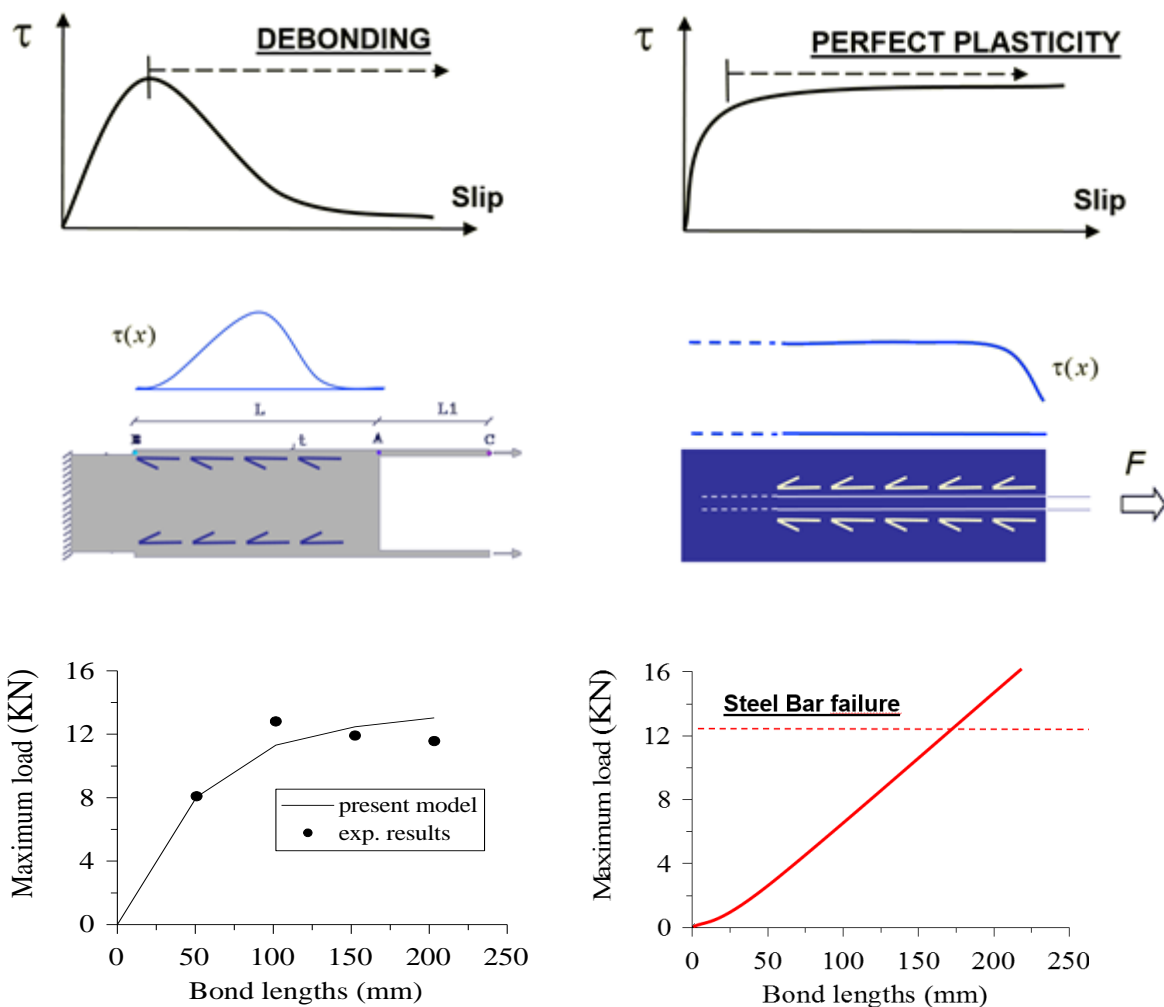 τ
DEBONDING
Slip
τ
PERFECT PLASTICITY
Slip
τ(x)
L
L1
B
t
A
C
τ(x)
F
Maximum load (KN)
16
12
8
4
0
present model
exp. results
0
50
100
150
200
250
Bond lengths (mm)
Maximum load (KN)
16
12
8
4
0
Steel Bar failure
0
50
100
150
200
250
Bond lengths (mm)